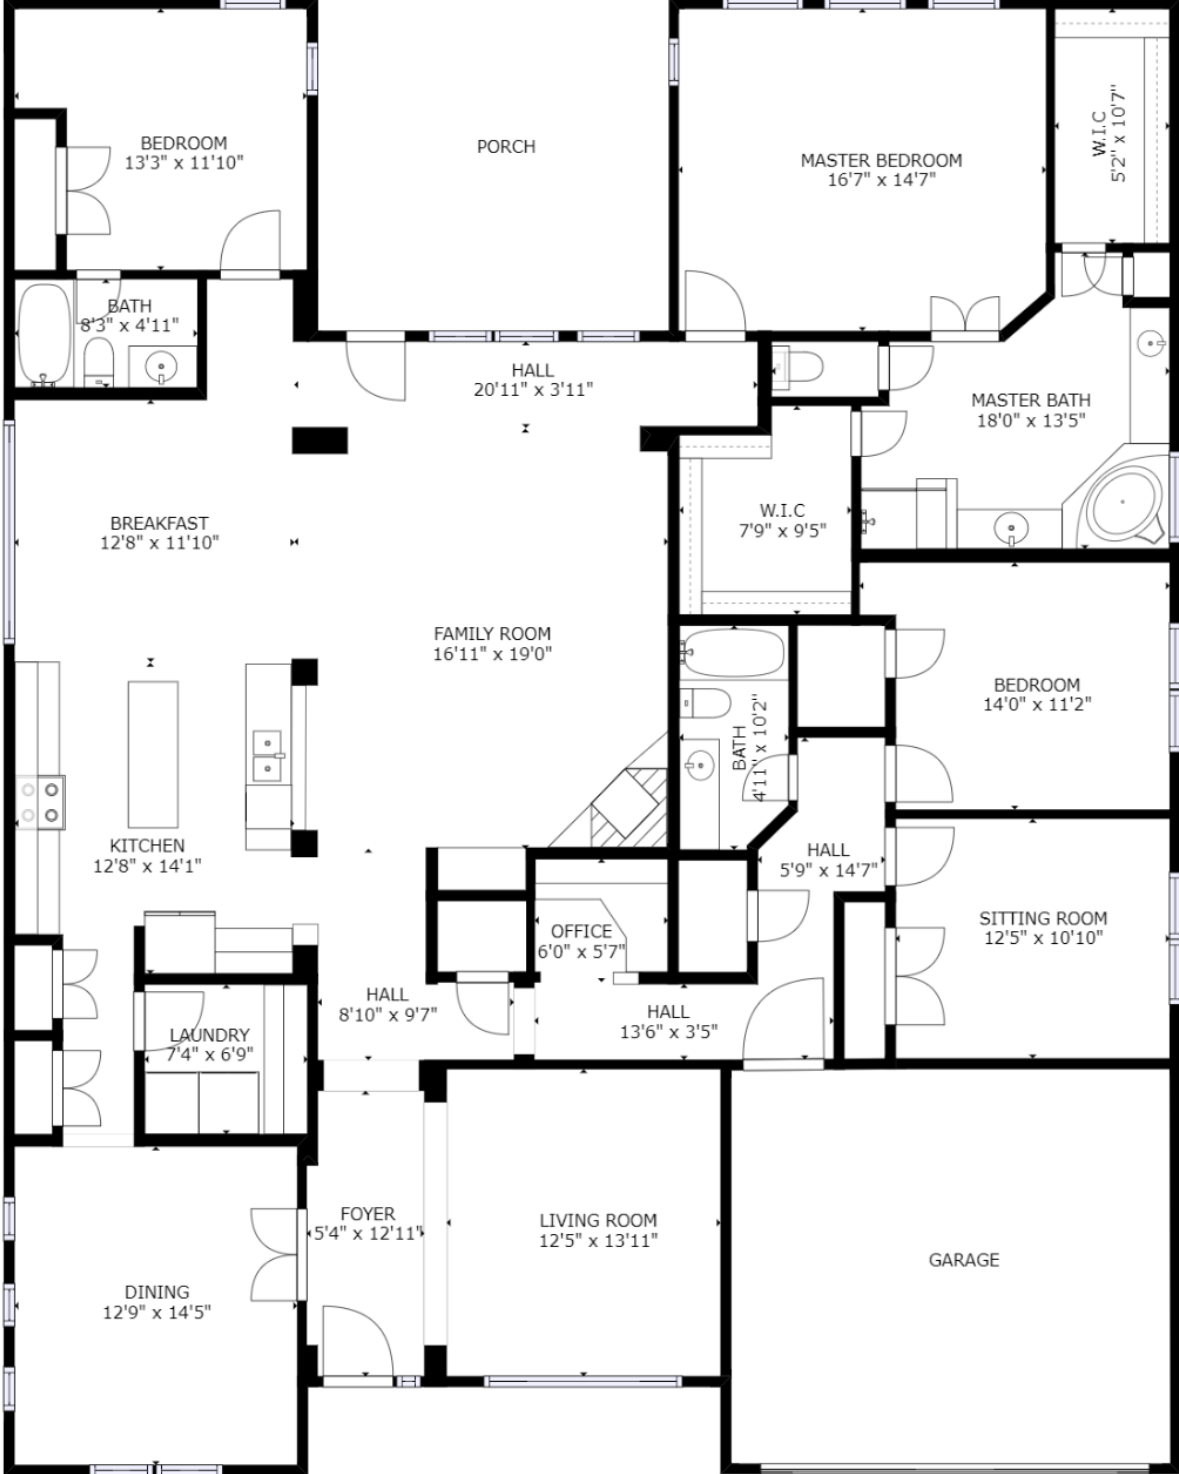 BEDROOM
13'3" x 11'10"
PORCH
MASTER BEDROOM
16'7" x 14'7"
W.I.C
5'2" x 10'7"
BATH
8'3" x 4'11"
HALL
20'11" x 3'11"
MASTER BATH
18'0" x 13'5"
BREAKFAST
12'8" x 11'10"
W.I.C
7'9" x 9'5"
FAMILY ROOM
16'11" x 19'0"
BEDROOM
14'0" x 11'2"
BATH
4'11" x 10'2"
KITCHEN
12'8" x 14'1"
HALL
5'9" x 14'7"
OFFICE
6'0" x 5'7"
SITTING ROOM
12'5" x 10'10"
HALL
8'10" x 9'7"
HALL
13'6" x 3'5"
LAUNDRY
7'4" x 6'9"
FOYER
5'4" x 12'11"
LIVING ROOM
12'5" x 13'11"
GARAGE
DINING
12'9" x 14'5"